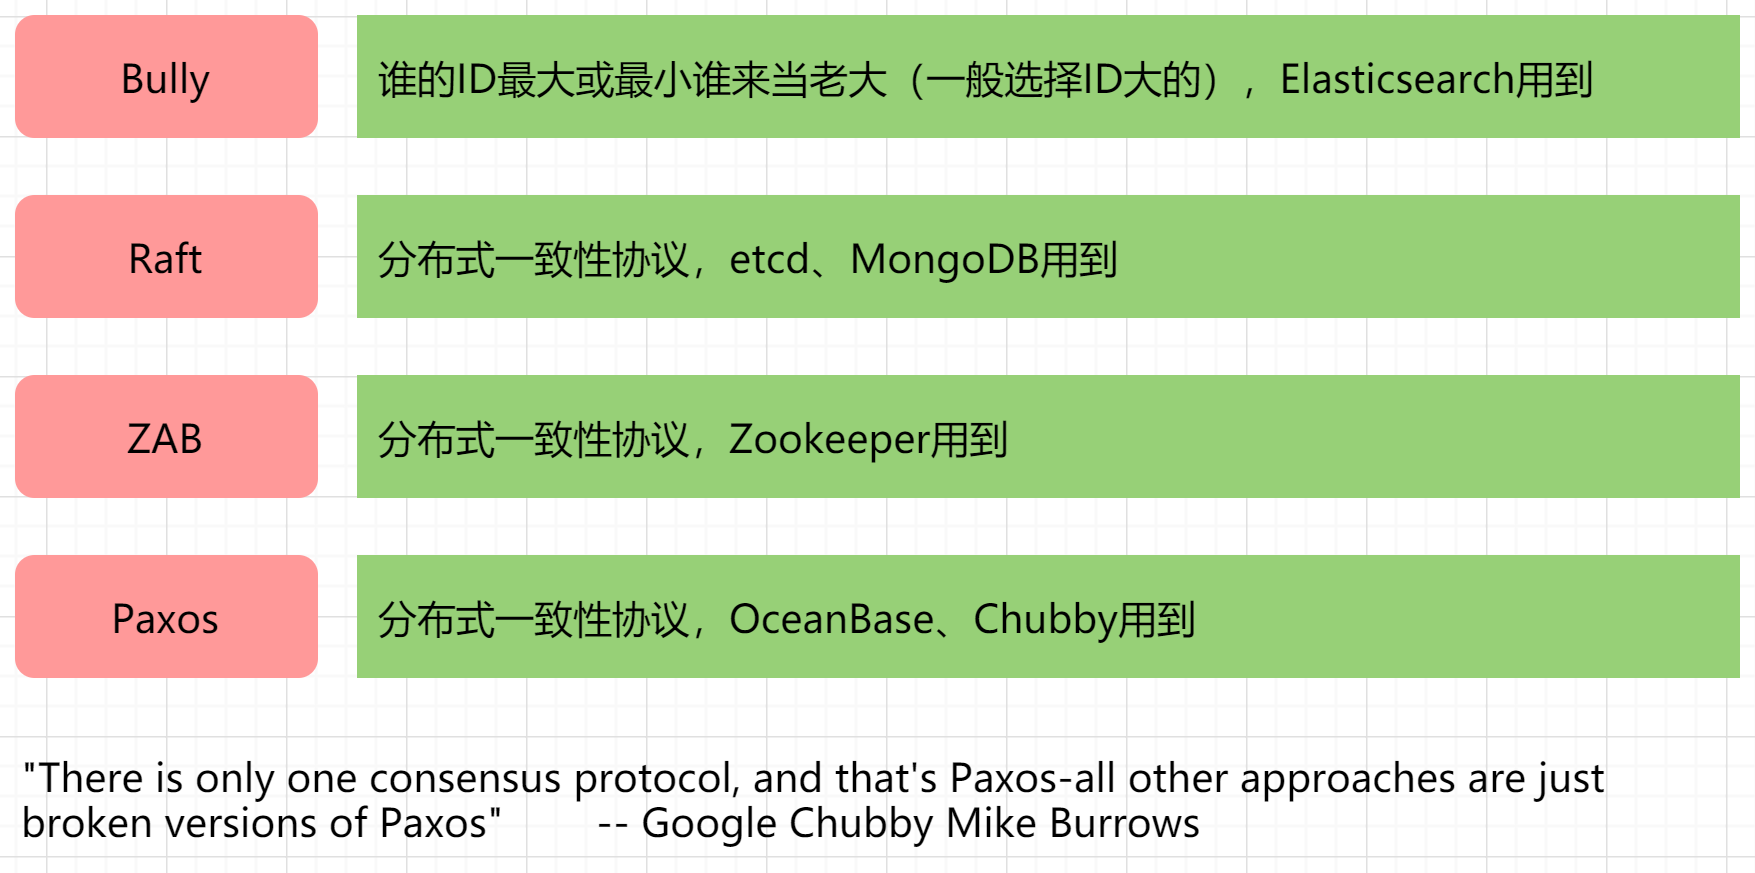 Bully
谁的ID最大或最小谁来当老大（一般选择ID大的），Elasticsearch用到
Raft
分布式一致性协议，etcd、MongoDB用到
ZAB
分布式一致性协议，Zookeeper用到
Paxos
分布式一致性协议，OceanBase、Chubby用到
"There is only one consensus protocol, and that's Paxos-all other approaches are just
broken versions of Paxos" -- Google Chubby Mike Burrows